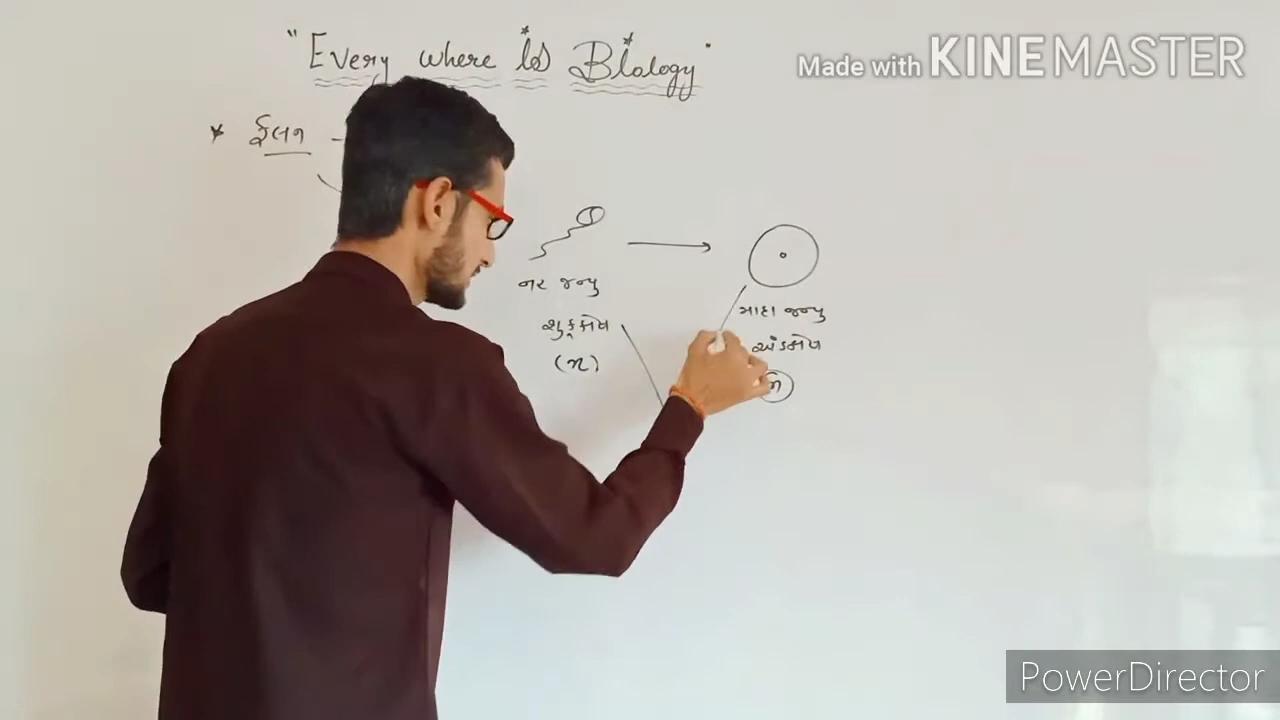 "Every where is Biology"
Made with KINEMASTER
* ફલન
નર જન્યુ
શુક્રકોષ
(n)
માદા જન્યુ
અંડકોષ
n
PowerDirector